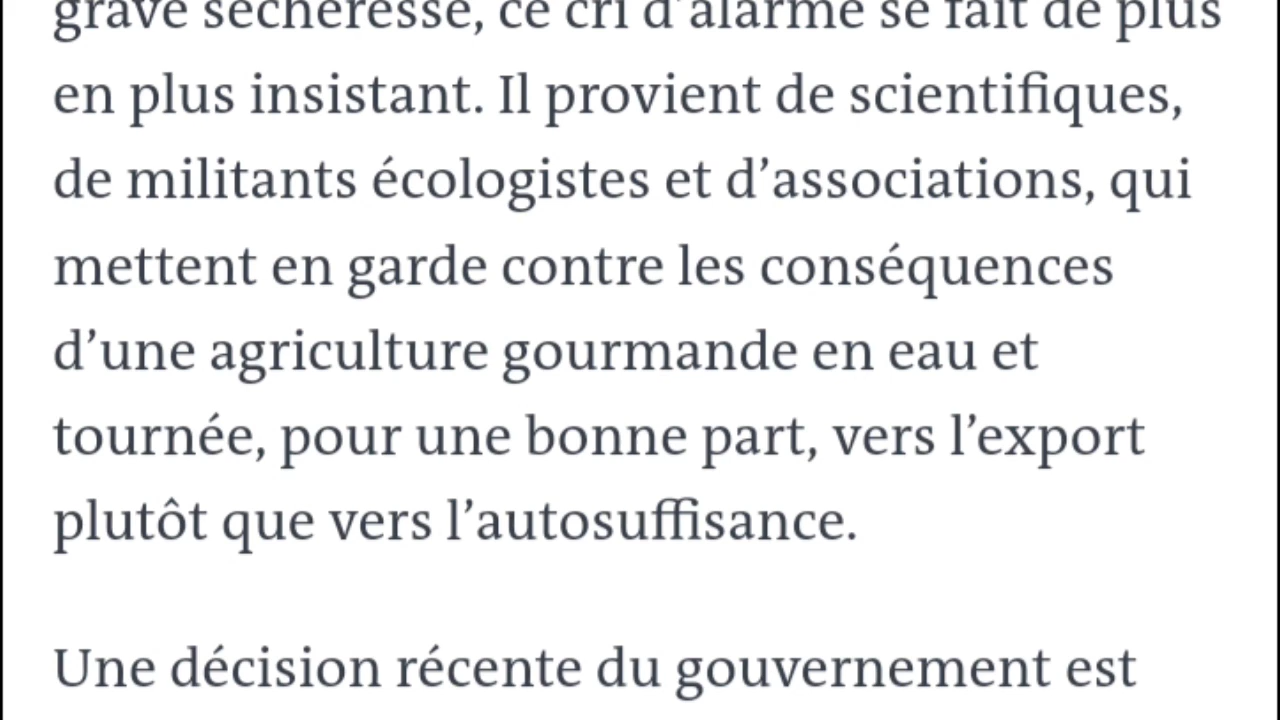 grave sécheresse, ce cri d’alarme se fait de plus
en plus insistant. Il provient de scientifiques,
de militants écologistes et d’associations, qui
mettent en garde contre les conséquences
d’une agriculture gourmande en eau et
tournée, pour une bonne part, vers l’export
plutôt que vers l’autosuffisance.
Une décision récente du gouvernement est